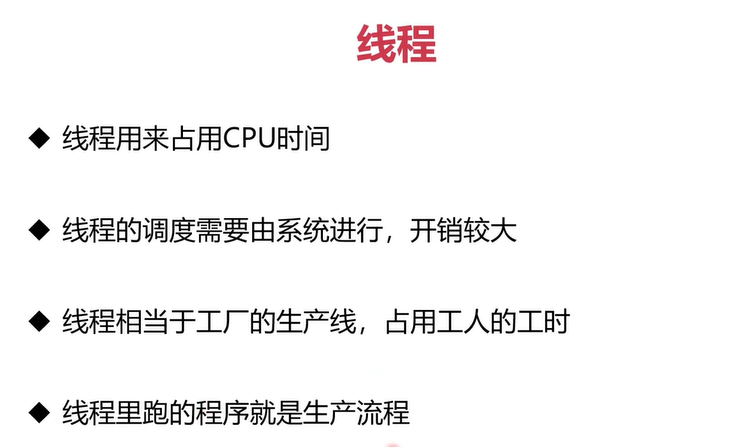 线程
◆ 线程用来占用CPU时间
◆ 线程的调度需要由系统进行，开销较大
◆ 线程相当于工厂的生产线，占用工人的工时
◆ 线程里跑的程序就是生产流程